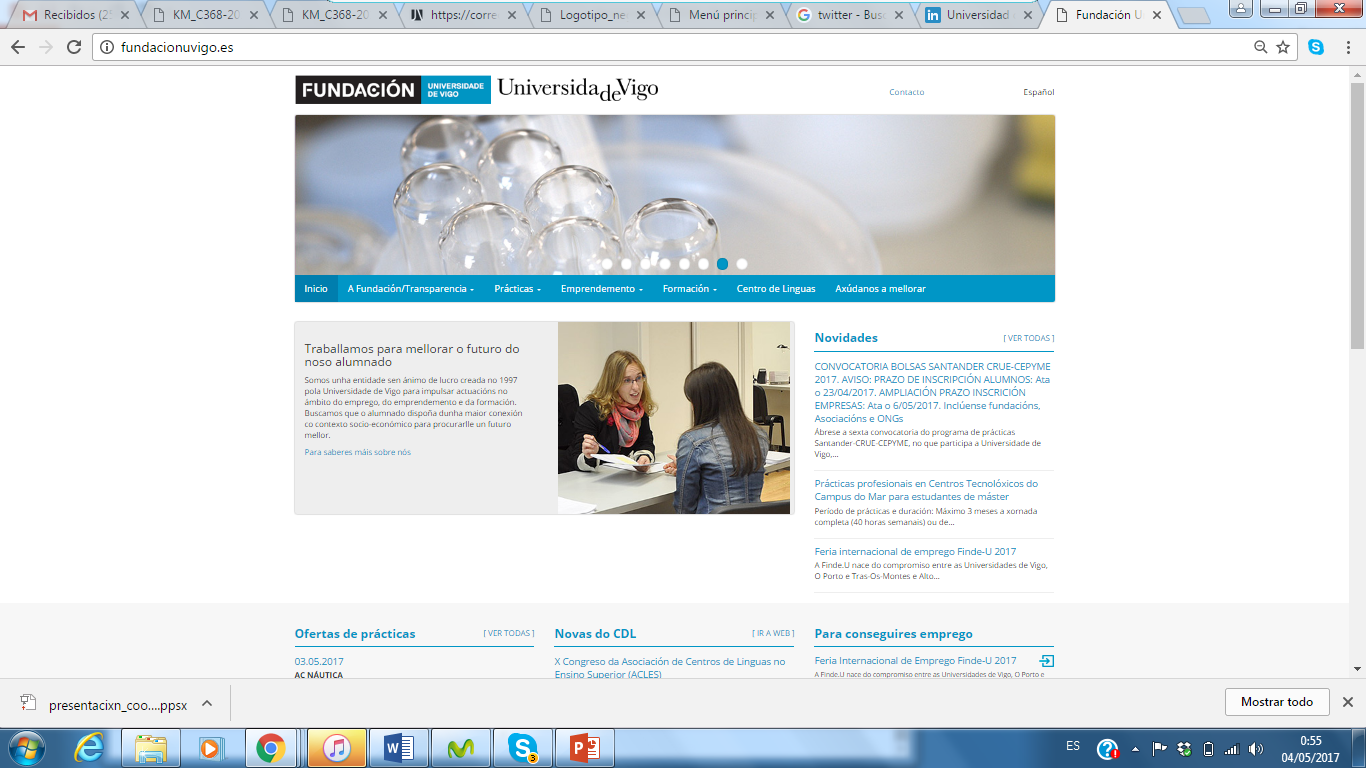 Recibidos (25
KM_C368-20
KM_C368-20
https://corre
Logotipo_ne
Menú princip
twitter - Bus
Universidad
Fundación U
fundacionuvigo.es
FUNDACIÓN UNIVERSIDADE
DE VIGO
UniversidadeVigo
Contacto
Español
Inicio
A Fundación/Transparencia
Prácticas
Emprendemento
Formación
Centro de Linguas
Axúdanos a mellorar
Traballamos para mellorar o futuro do
noso alumnado
Somos unha entidade sen ánimo de lucro creada no 1997
pola Universidade de Vigo para impulsar actuacións no
ámbito do emprego, do emprendemento e da formación.
Buscamos que o alumnado dispoña dunha maior conexión
co contexto socio-económico para procurarlle un futuro
mellor.
Para saberes máis sobre nós
Novidades
[ VER TODAS ]
CONVOCATORIA BOLSAS SANTANDER CRUE-CEPYME
2017. AVISO: PRAZO DE INSCRIPCIÓN ALUMNOS: Ata
o 23/04/2017. AMPLIACIÓN PRAZO INSCRICIÓN
EMPRESAS: Ata o 6/05/2017. Inclúense fundacións,
Asociacións e ONGs
Ábrese a sexta convocatoria do programa de prácticas
Santander-CRUE-CEPYME, no que participa a Universidade de
Vigo,...
Prácticas profesionais en Centros Tecnolóxicos do
Campus do Mar para estudantes de máster
Período de prácticas e duración: Máximo 3 meses a xornada
completa (40 horas semanais) ou de...
Feria internacional de emprego Finde-U 2017
A Finde.U nace do compromiso entre as Universidades de Vigo,
O Porto e Tras-Os-Montes e Alto...
Ofertas de prácticas
[ VER TODAS ]
03.05.2017
AC NÁUTICA
Novas do CDL
[ IR A WEB ]
X Congreso da Asociación de Centros de Linguas no
Ensino Superior (ACLES)
Para conseguires emprego
Feria Internacional de Emprego Finde-U 2017
A Finde.U nace do compromiso entre as Universidades de Vigo, O Porto e
presentacixn_coo....ppsx
Mostrar todo
ES
0:55
04/05/2017